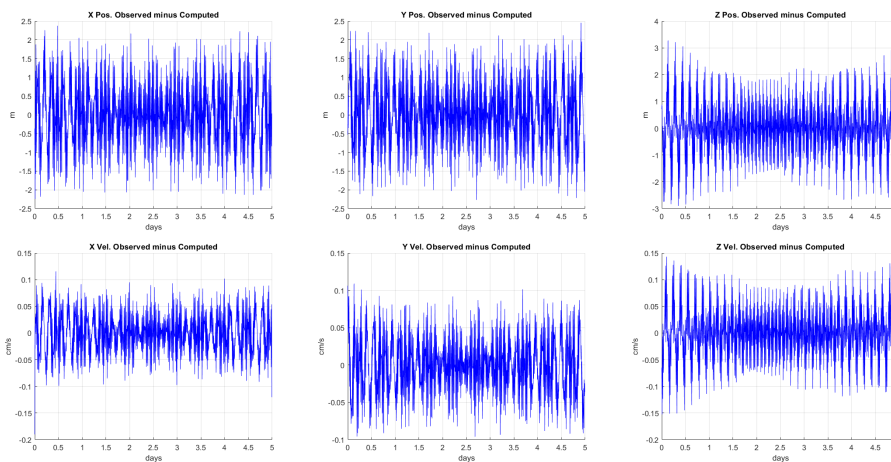 X Pos. Observed minus Computed
2.5
2
1.5
1
0.5
0
-0.5
-1
-1.5
-2
-2.5
m
0 0.5 1 1.5 2 2.5 3 3.5 4 4.5 5
days
Y Pos. Observed minus Computed
2.5
2
1.5
1
0.5
0
-0.5
-1
-1.5
-2
-2.5
m
0 0.5 1 1.5 2 2.5 3 3.5 4 4.5 5
days
Z Pos. Observed minus Computed
4
3
2
1
0
-1
-2
-3
m
0 0.5 1 1.5 2 2.5 3 3.5 4 4.5
days
X Vel. Observed minus Computed
0.15
0.1
0.05
0
-0.05
-0.1
-0.15
-0.2
cm/s
0 0.5 1 1.5 2 2.5 3 3.5 4 4.5 5
days
Y Vel. Observed minus Computed
0.15
0.1
0.05
0
-0.05
-0.1
cm/s
0 0.5 1 1.5 2 2.5 3 3.5 4 4.5 5
days
Z Vel. Observed minus Computed
0.15
0.1
0.05
0
-0.05
-0.1
-0.15
-0.2
cm/s
0 0.5 1 1.5 2 2.5 3 3.5 4 4.5
days